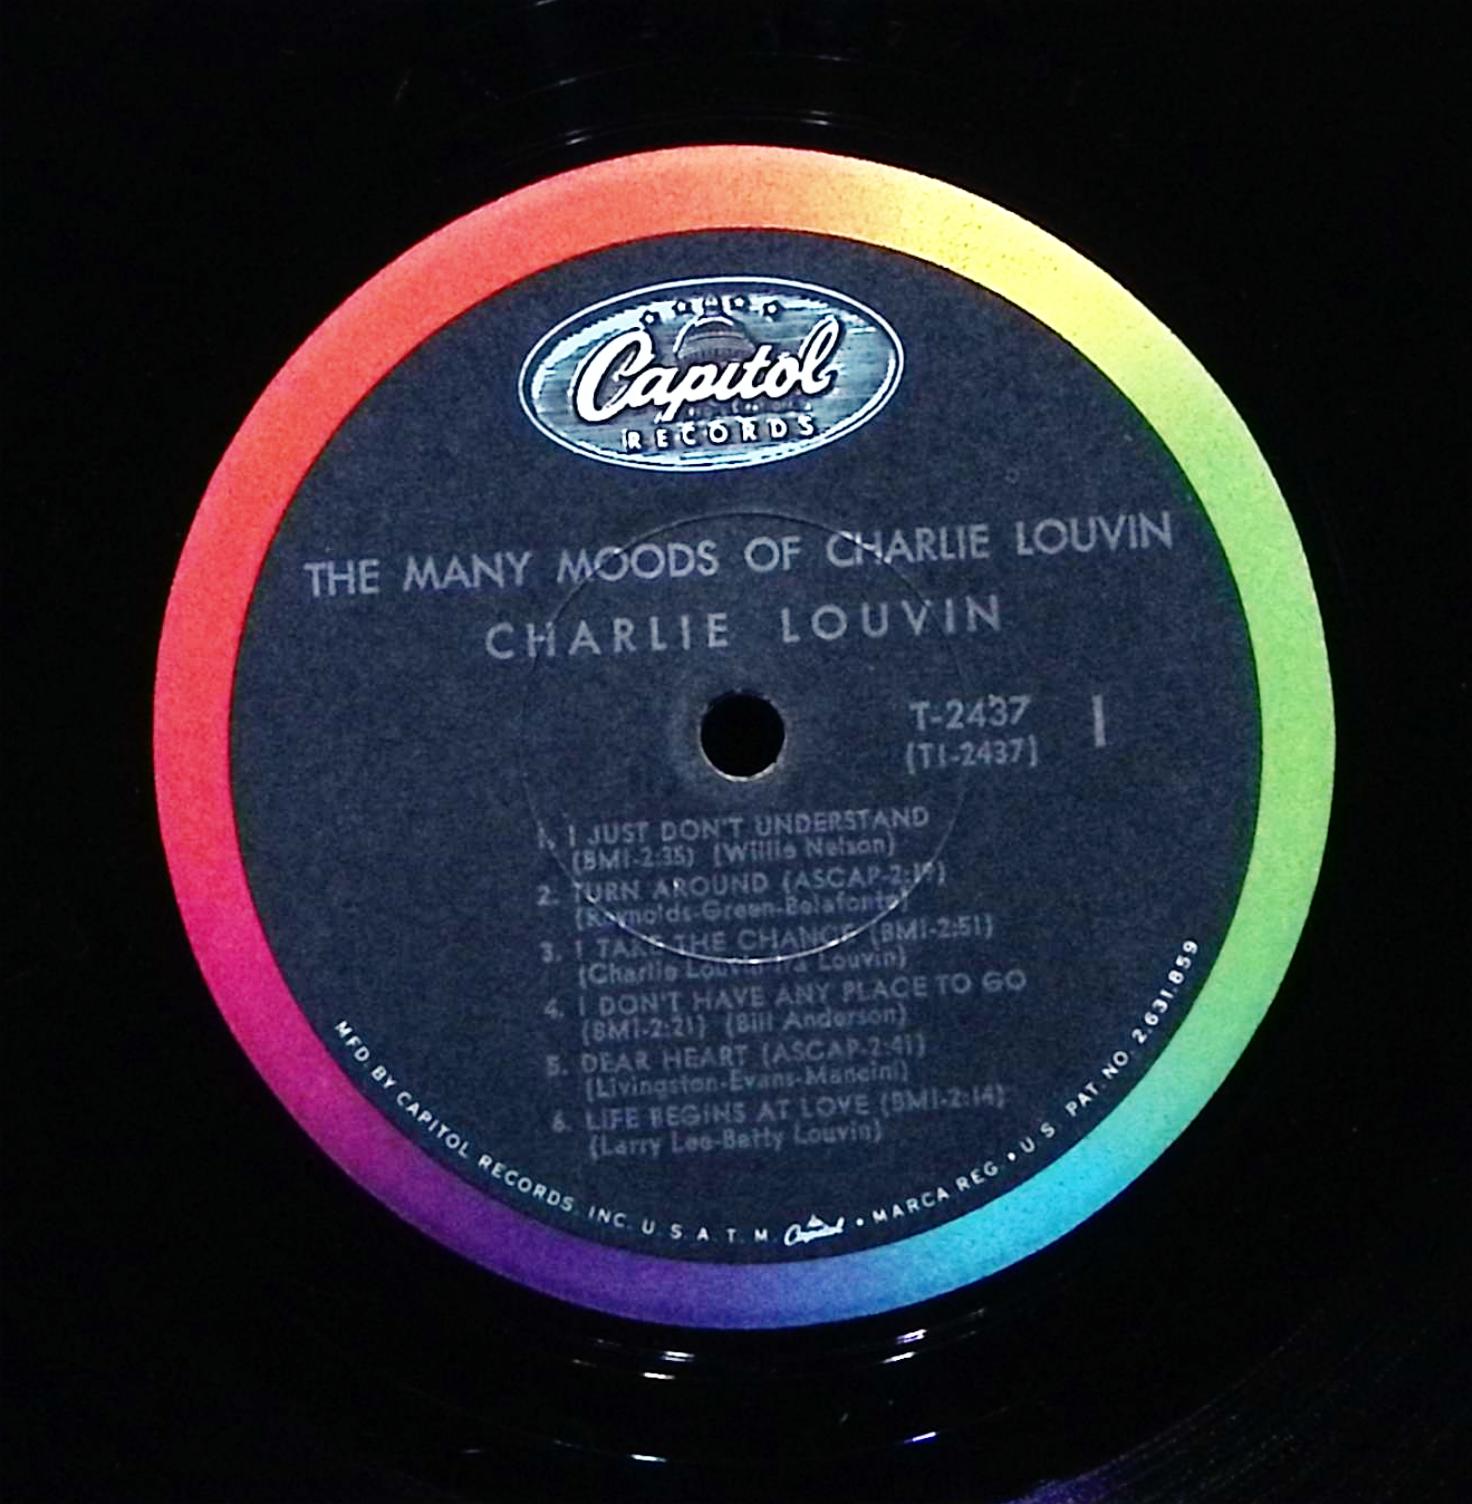 Capitol
RECORDS
THE MANY MOODS OF CHARLIE LOUVIN
CHARLIE LOUVIN
T-2437
(T1-2437)
1
1. I JUST DON'T UNDERSTAND
(BMI-2:35) (Willie Nelson)
2. TURN AROUND (ASCAP-2:19)
(Reynolds-Green-Belafonte)
3. I TAKE THE CHANCE (BMI-2:51)
(Charlie Louvin-Ira Louvin)
4. I DON'T HAVE ANY PLACE TO GO
(BMI-2:21) (Bill Anderson)
5. DEAR HEART (ASCAP-2:41)
(Livingston-Evans-Mancini)
6. LIFE BEGINS AT LOVE (BMI-2:14)
(Larry Lee-Betty Louvin)
MFD. BY CAPITOL RECORDS, INC. U.S.A. T.M. Capitol • MARCA REG. • U.S. PAT. NO. 2,631,859